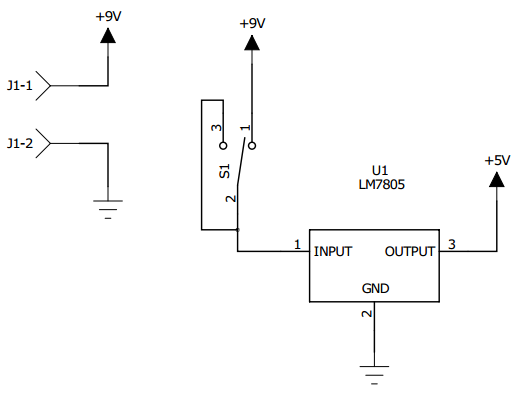 +9V
+9V
J1-1
J1-2
3
1
S1
2
U1
LM7805
+5V
1
INPUT
OUTPUT
3
GND
2